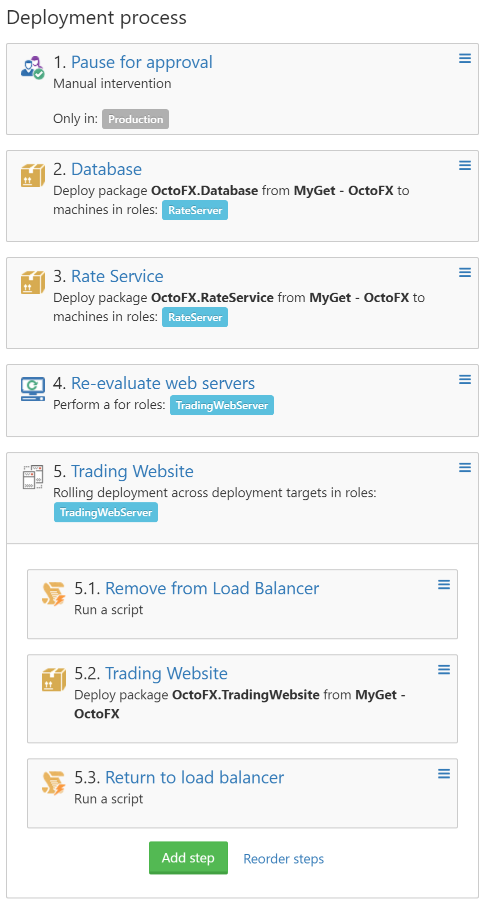 Deployment process
1. Pause for approval
Manual intervention
Only in: Production
2. Database
Deploy package OctoFX.Database from MyGet - OctoFX to
machines in roles: RateServer
3. Rate Service
Deploy package OctoFX.RateService from MyGet - OctoFX to
machines in roles: RateServer
4. Re-evaluate web servers
Perform a for roles: TradingWebServer
5. Trading Website
Rolling deployment across deployment targets in roles:
TradingWebServer
5.1. Remove from Load Balancer
Run a script
5.2. Trading Website
Deploy package OctoFX.TradingWebsite from MyGet -
OctoFX
5.3. Return to load balancer
Run a script
Add step Reorder steps